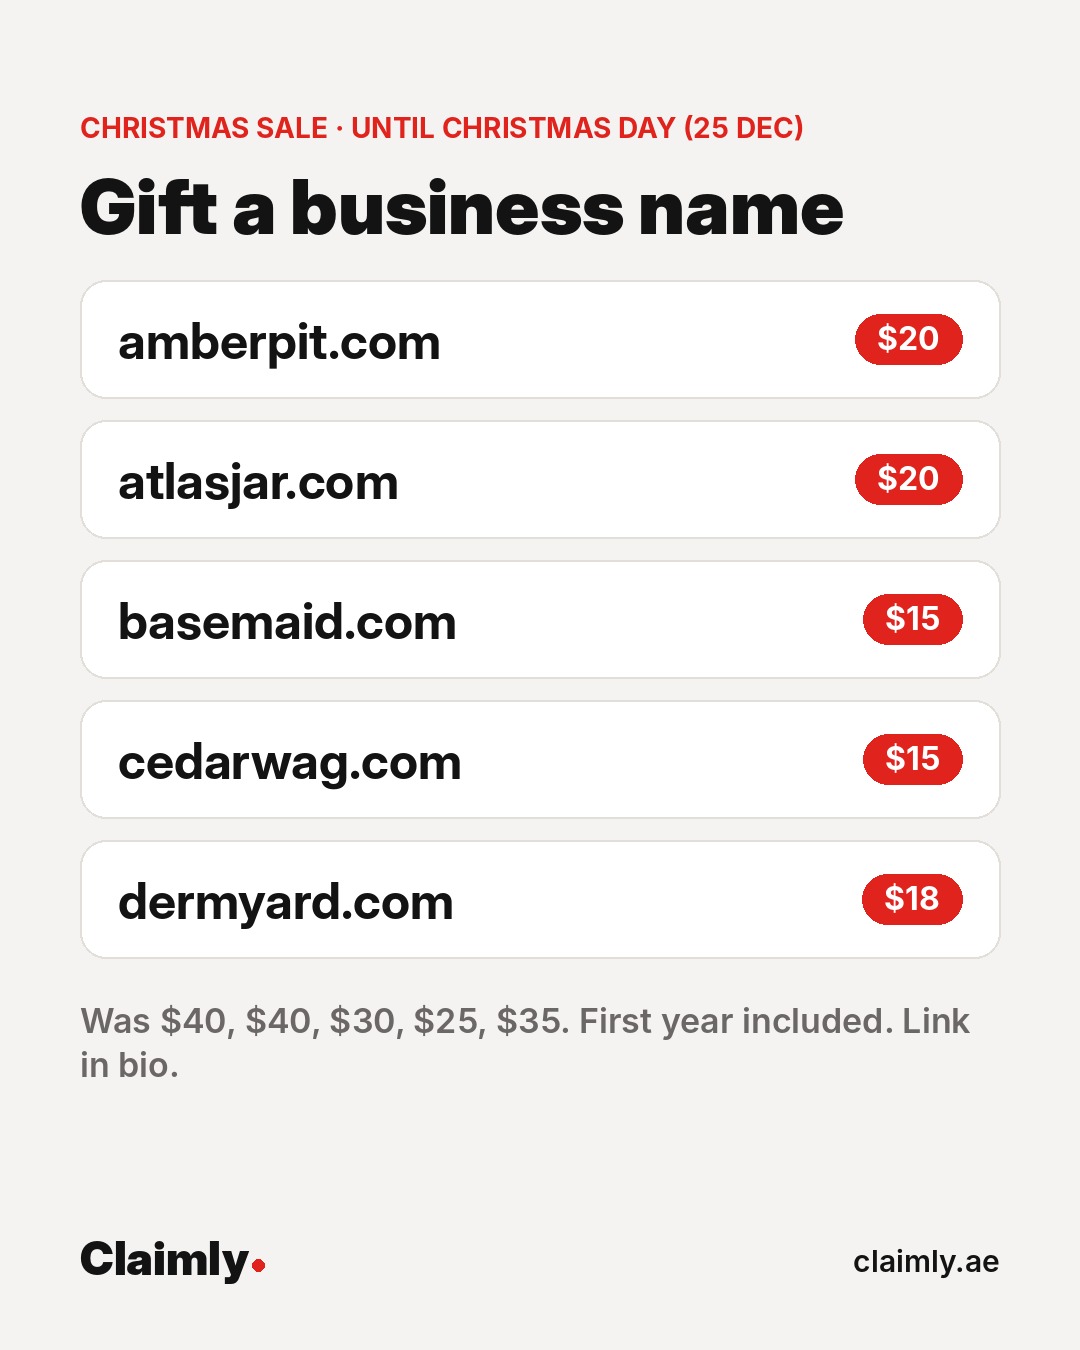 CHRISTMAS SALE · UNTIL CHRISTMAS DAY (25 DEC)
Gift a business name
amberpit.com $20
atlasjar.com $20
basemaid.com $15
cedarwag.com $15
dermyard.com $18
Was $40, $40, $30, $25, $35. First year included. Link
in bio.
Claimly. claimly.ae